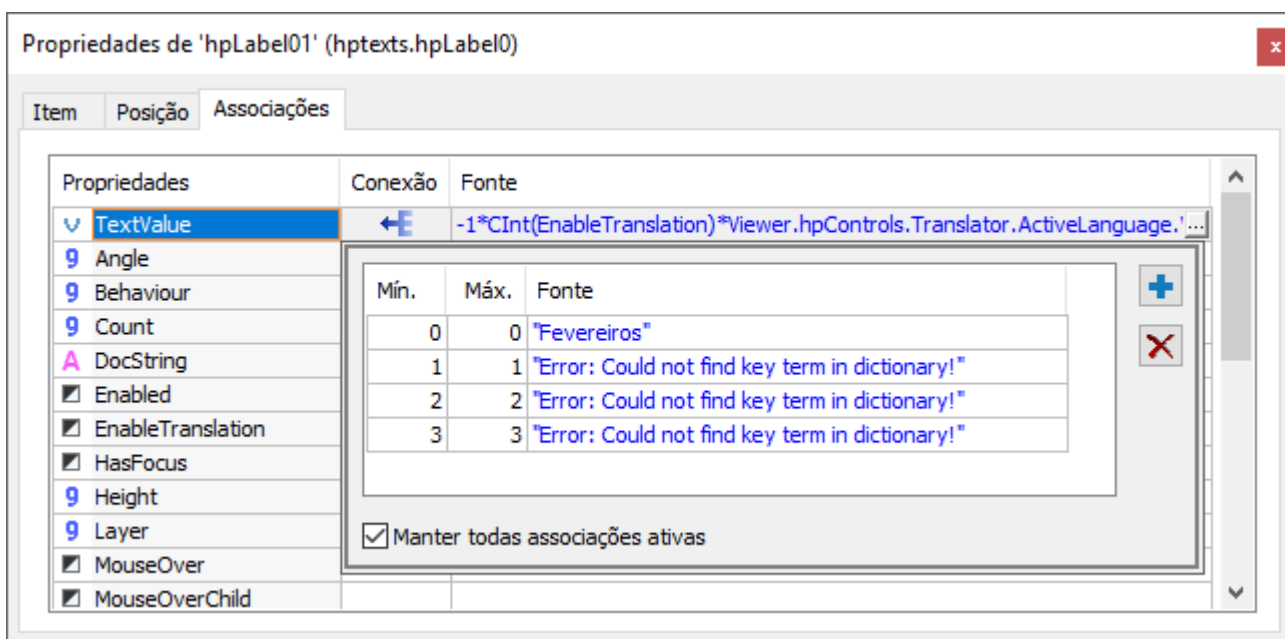 Propriedades de 'hpLabel01' (hptexts.hpLabel0)
x
Item Posição Associações
Propriedades Conexão Fonte
TextValue -1*CInt(EnableTranslation)*Viewer.hpControls.Translator.ActiveLanguage.' ...
Angle
Behaviour
Count
DocString
Enabled
EnableTranslation
HasFocus
Height
Layer
MouseOver
MouseOverChild
Mín. Máx. Fonte
0 0 "Fevereiros"
1 1 "Error: Could not find key term in dictionary!"
2 2 "Error: Could not find key term in dictionary!"
3 3 "Error: Could not find key term in dictionary!"
Manter todas associações ativas